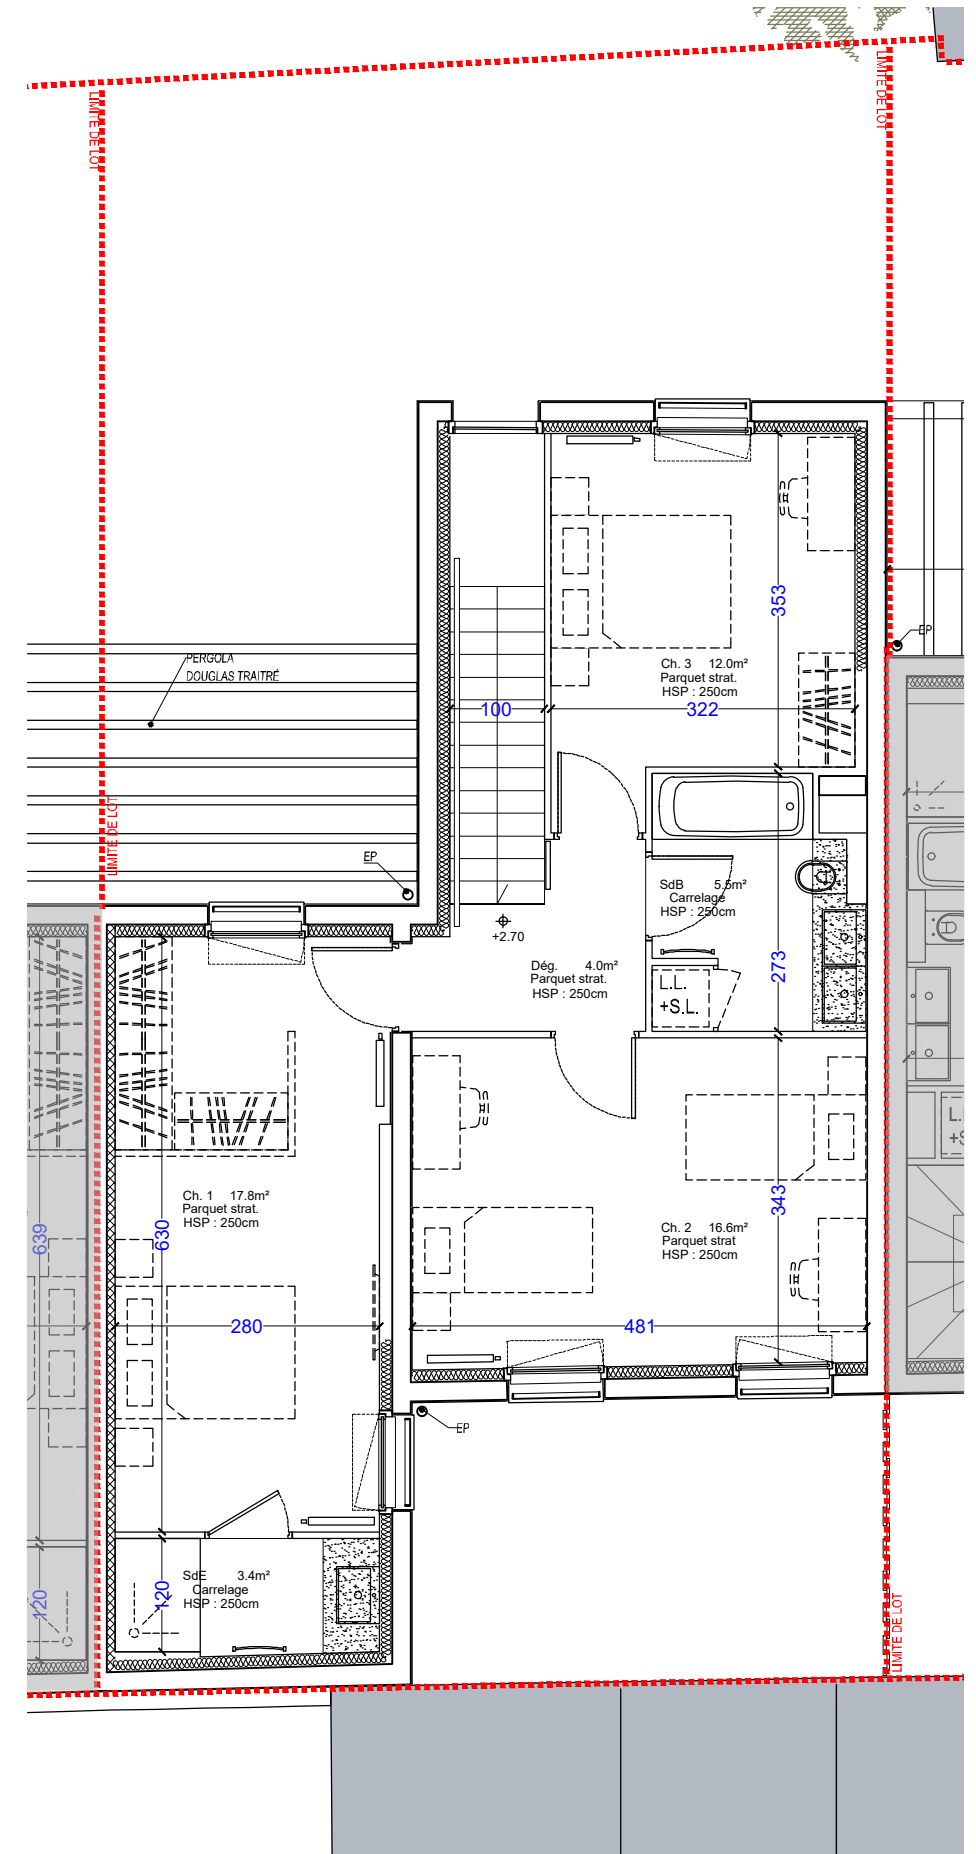 LIMITE DE LOT
LIMITE DE LOT
353
EP
PERGOLA
DOUGLAS TRAITRÉ
Ch. 3 12.0m²
Parquet strat.
HSP : 250cm
100
322
LIMITE DE LOT
EP
SdB 5.5m²
Carrelage
HSP : 250cm
+2.70
Dég. 4.0m²
Parquet strat.
HSP : 250cm
273
L.L.
+S.L.
L.
+S
Ch. 1 17.8m²
Parquet strat.
HSP : 250cm
343
639
630
Ch. 2 16.6m²
Parquet strat
HSP : 250cm
280
481
EP
SdE 3.4m²
Carrelage
HSP : 250cm
120
120
LIMITE DE LOT